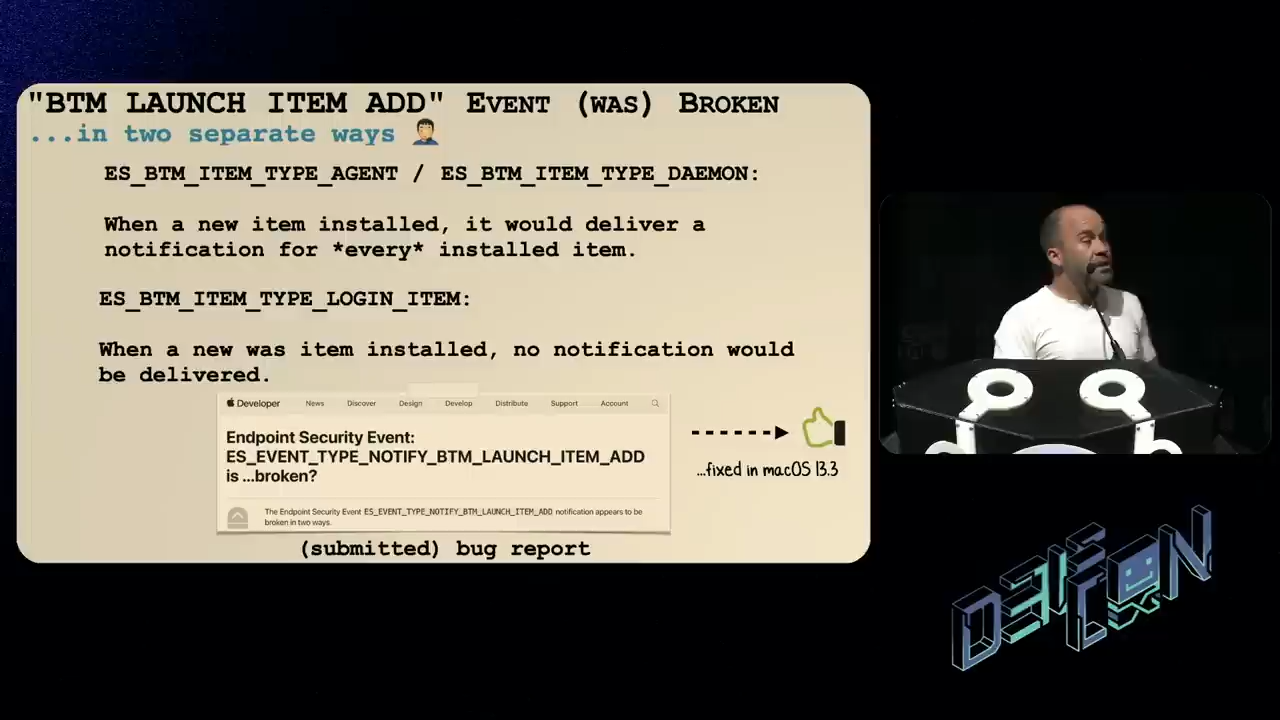 "BTM LAUNCH ITEM ADD" EVENT (WAS) BROKEN
...in two separate ways
ES_BTM_ITEM_TYPE_AGENT / ES_BTM_ITEM_TYPE_DAEMON:
When a new item installed, it would deliver a
notification for *every* installed item.
ES_BTM_ITEM_TYPE_LOGIN_ITEM:
When a new was item installed, no notification would
be delivered.
Developer News Discover Design Develop Distribute Support Account
Endpoint Security Event:
ES_EVENT_TYPE_NOTIFY_BTM_LAUNCH_ITEM_ADD
is ...broken?
The Endpoint Security Event ES_EVENT_TYPE_NOTIFY_BTM_LAUNCH_ITEM_ADD notification appears to be
broken in two ways.
...fixed in macOS 13.3
(submitted) bug report
DEF
CON